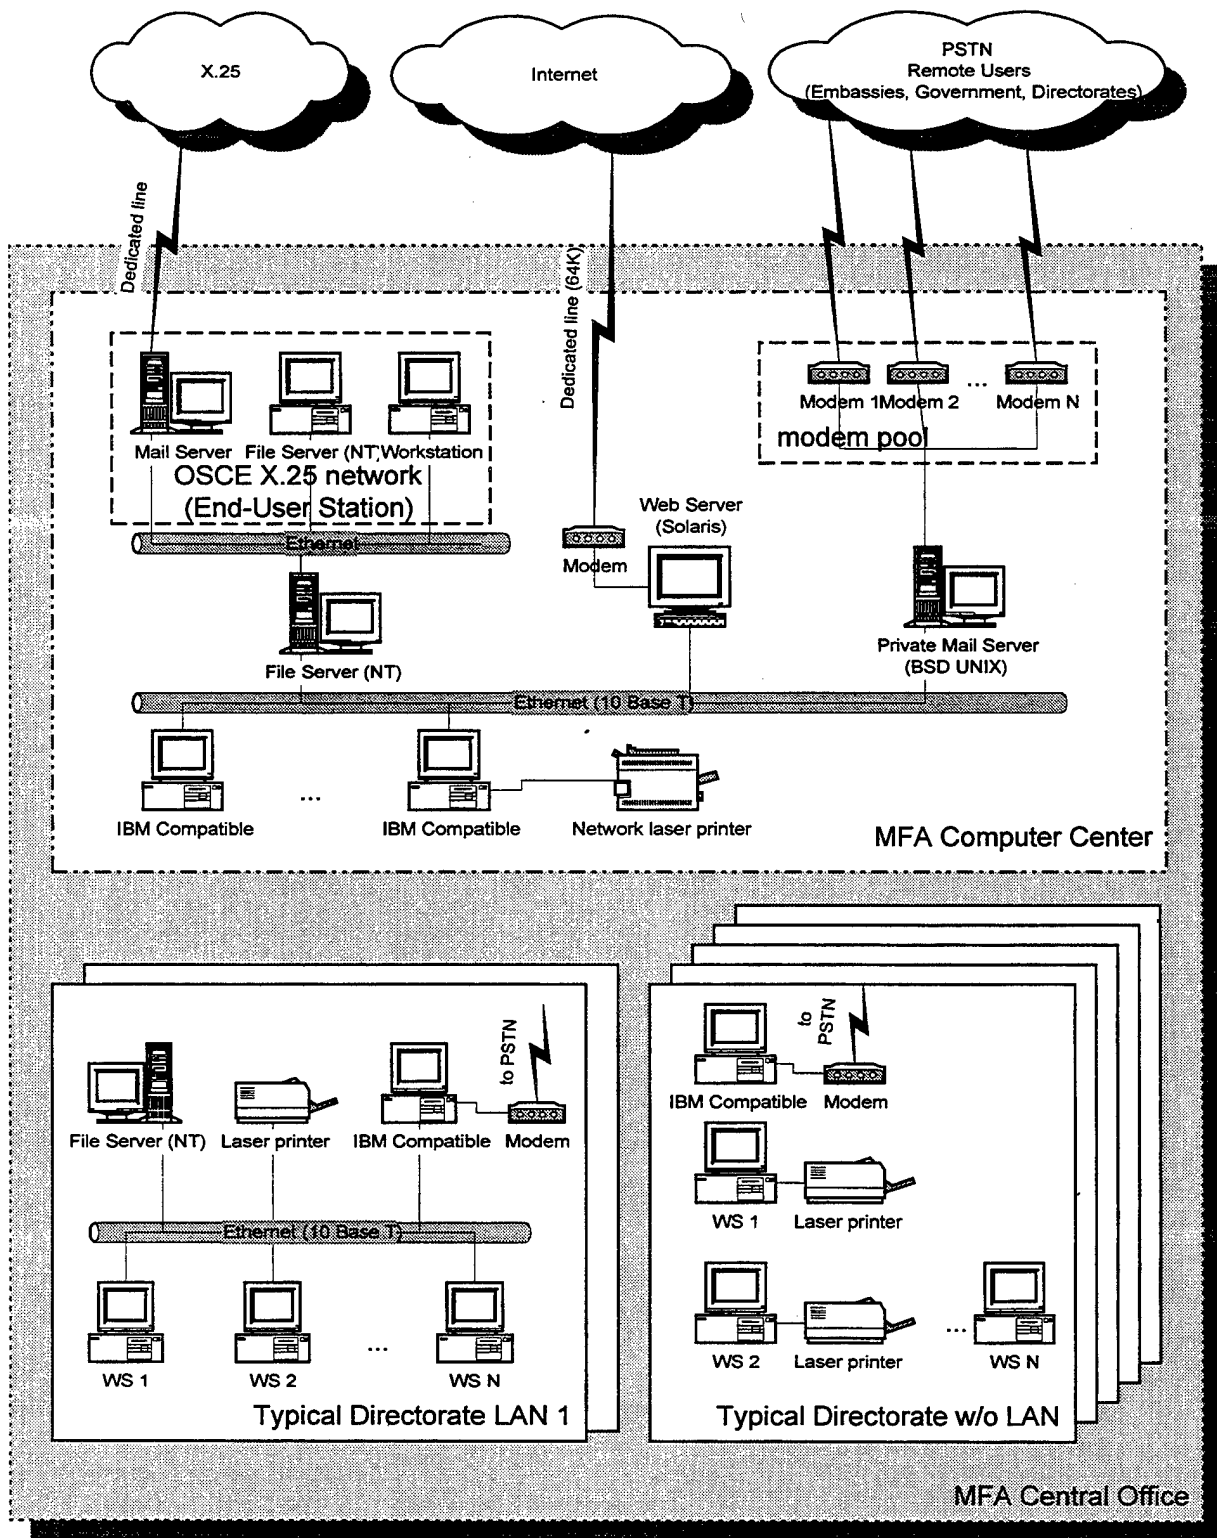 X.25
Internet
PSTN
Remote Users
(Embassies, Government, Directorates)
Dedicated line
Dedicated line (64K)
Modem 1
Modem 2
...
Modem N
modem pool
Mail Server
File Server (NT)
Workstation
OSCE X.25 network
(End-User Station)
Ethernet
Modem
Web Server
(Solaris)
File Server (NT)
Private Mail Server
(BSD UNIX)
Ethernet (10 Base T)
IBM Compatible
...
IBM Compatible
Network laser printer
MFA Computer Center
to PSTN
File Server (NT)
Laser printer
IBM Compatible
Modem
Ethernet (10 Base T)
WS 1
WS 2
...
WS N
Typical Directorate LAN 1
to
PSTN
IBM Compatible
Modem
WS 1
Laser printer
WS 2
Laser printer
...
WS N
Typical Directorate w/o LAN
MFA Central Office